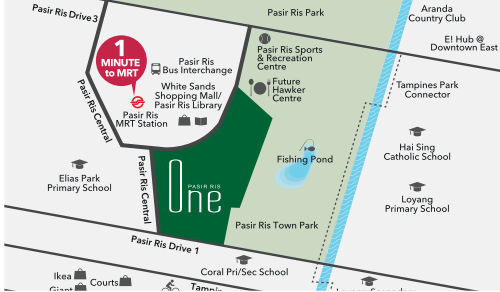 Pasir Ris Drive 3
Pasir Ris Park
Aranda
Country Club
E! Hub @
Downtown East
1
MINUTE
to MRT
Pasir Ris
Bus Interchange
Pasir Ris Sports
& Recreation
Centre
White Sands
Shopping Mall/
Pasir Ris Library
Future
Hawker
Centre
Tampines Park
Connector
Pasir Ris Central
Pasir Ris
MRT Station
Hai Sing
Catholic School
Fishing Pond
Elias Park
Primary School
Pasir Ris Central
PASIR RIS
One
Loyang
Primary School
Pasir Ris Town Park
Pasir Ris Drive 1
Coral Pri/Sec School
Ikea
Courts
Giant